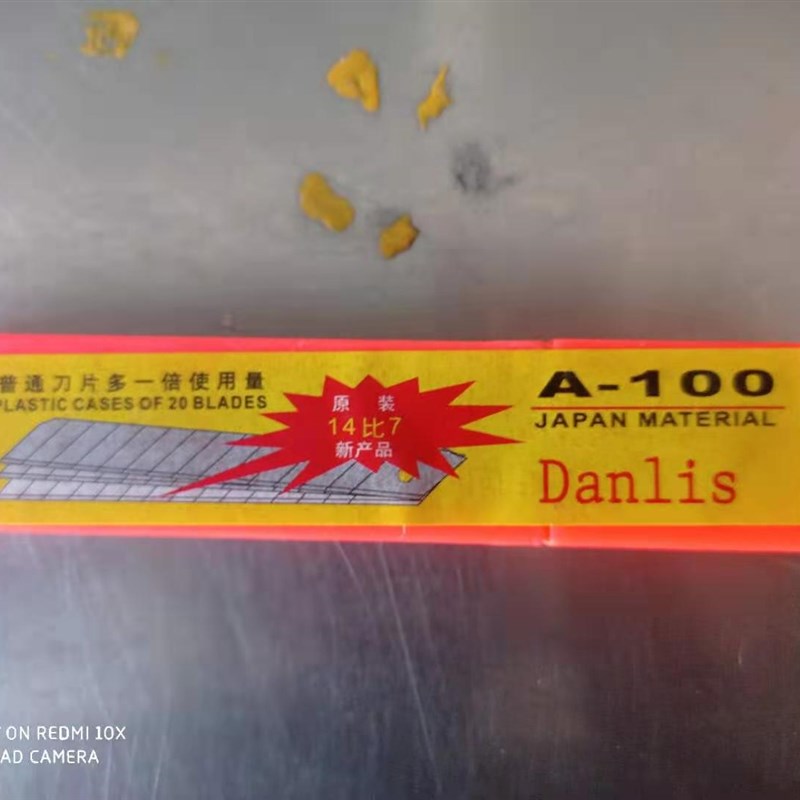 普通刀片多一倍使用量
PLASTIC CASES OF 20 BLADES
原 装
14比7
新产品
A-100
JAPAN MATERIAL
Danlis
ON REDMI 10X
AD CAMERA